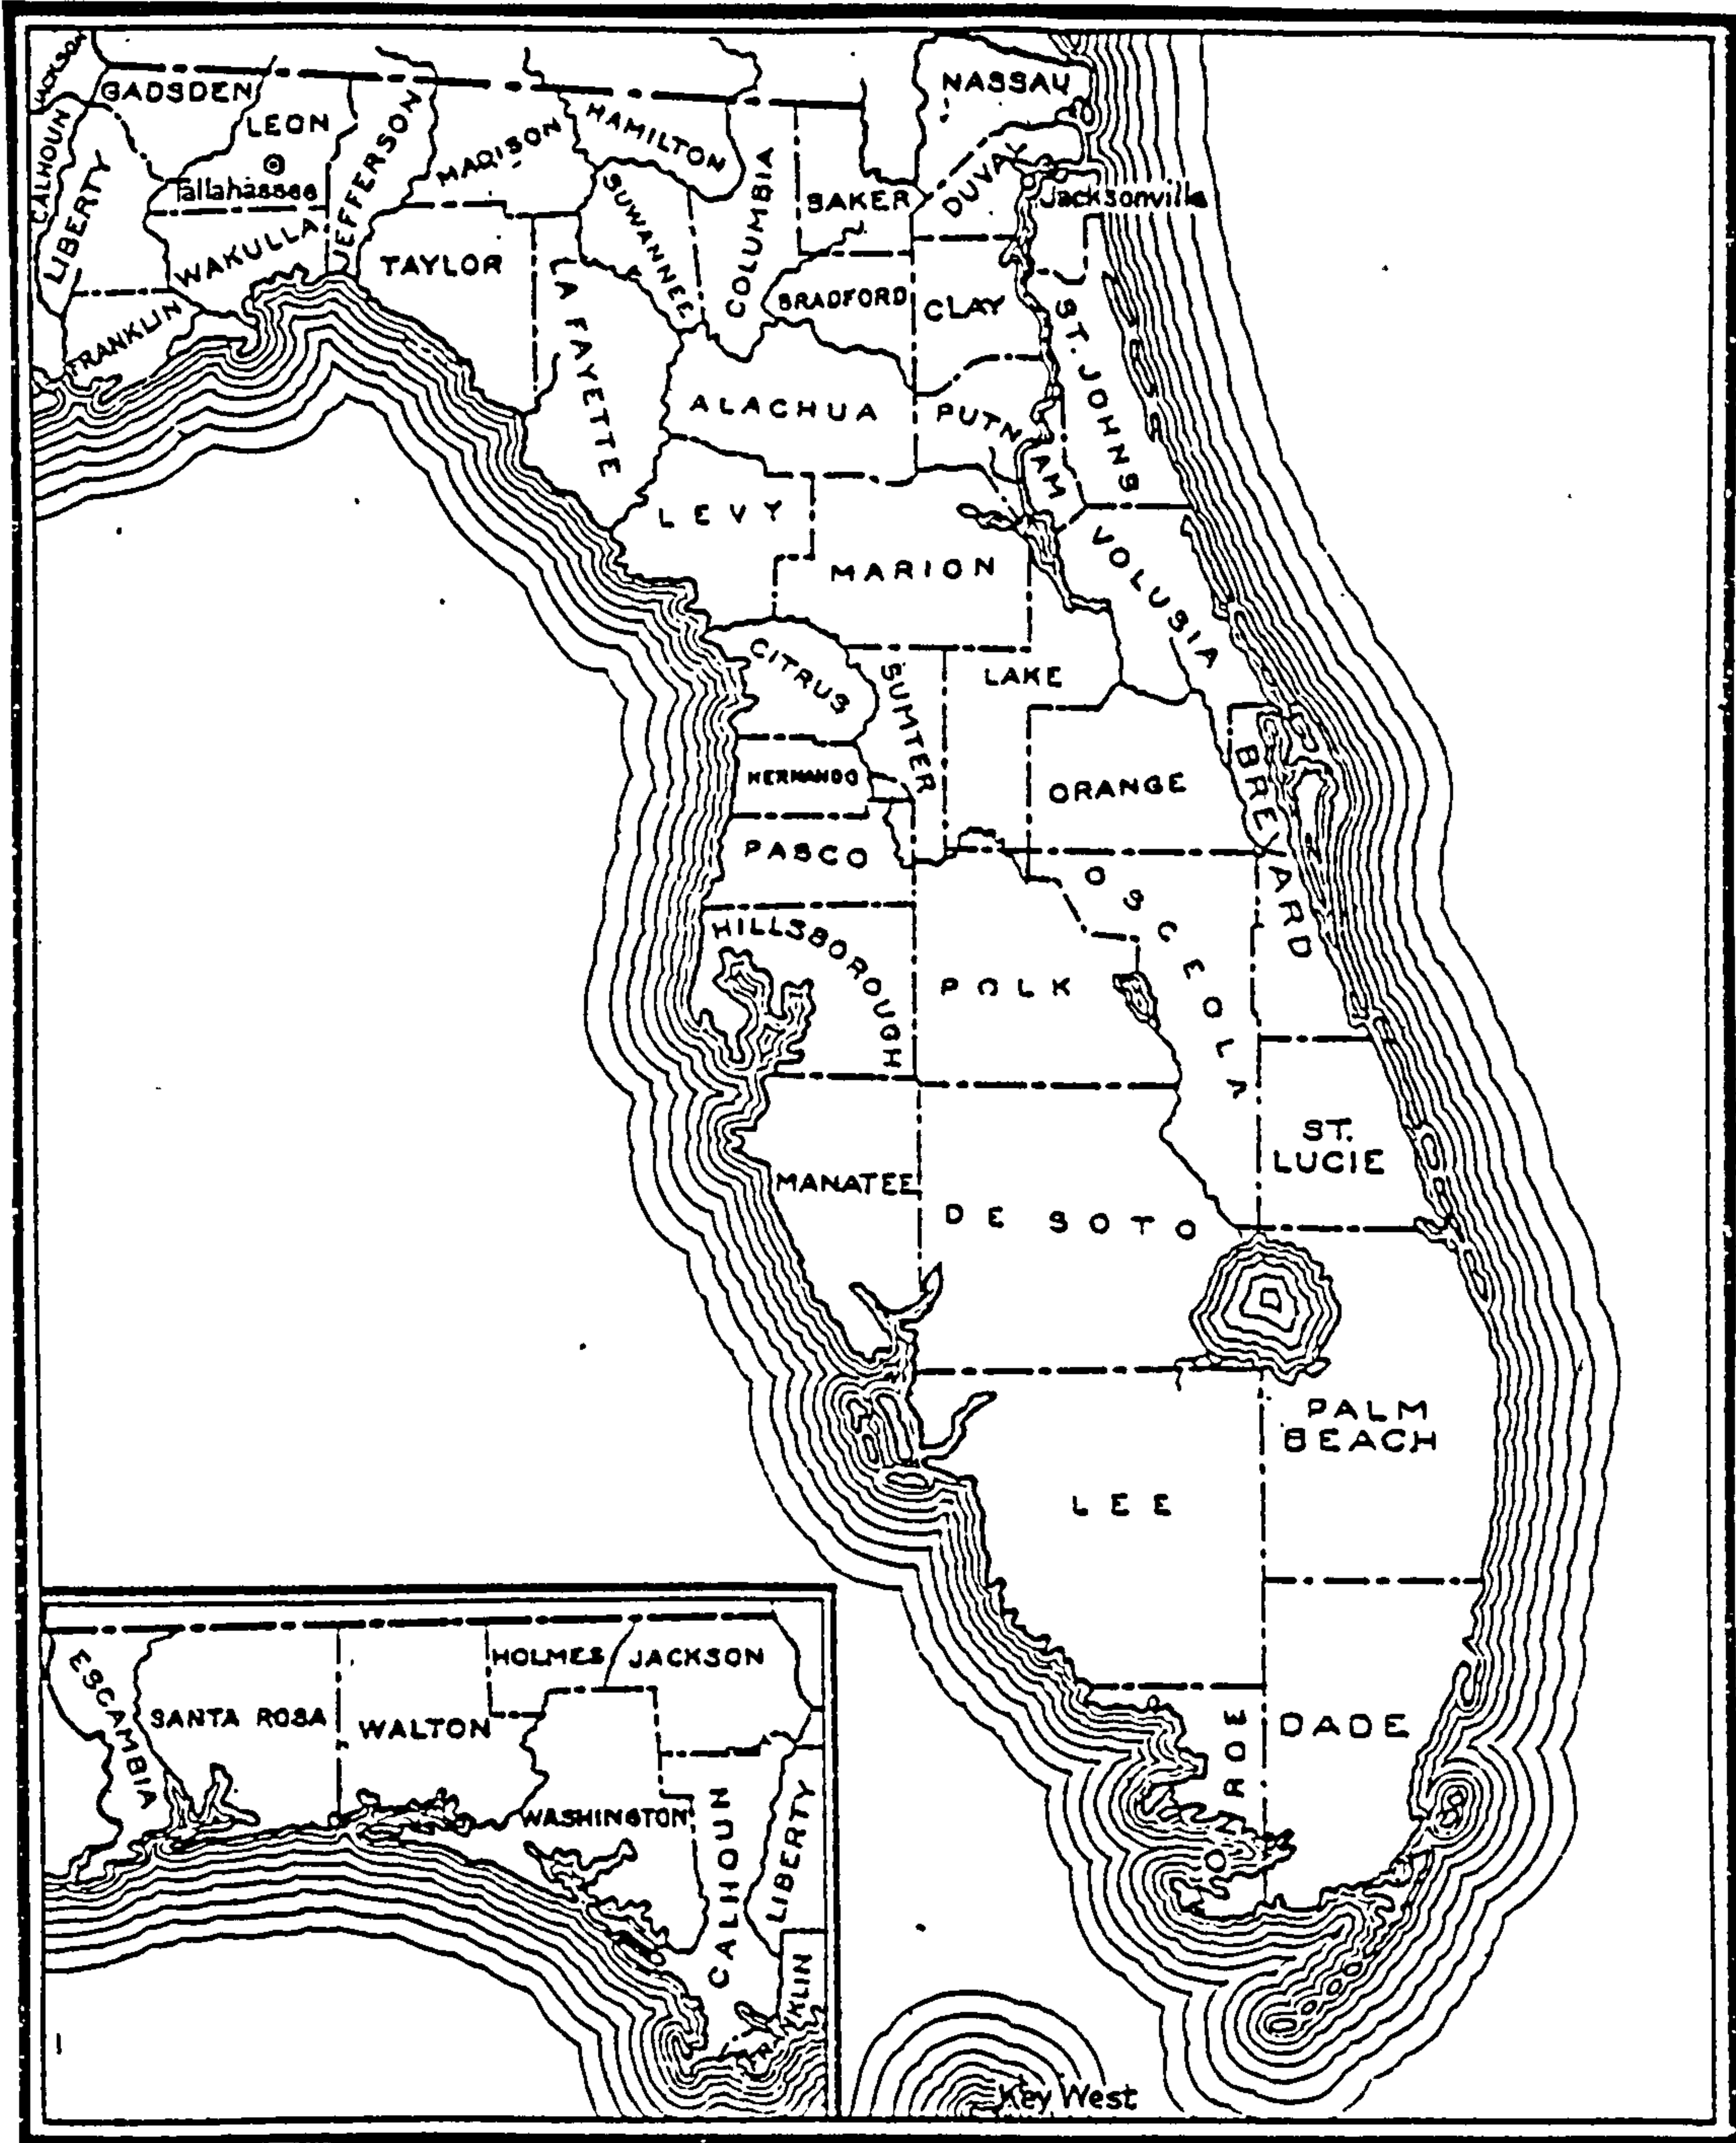 JACKSON
GADSDEN
LEON
JEFFERSON
MADISON
HAMILTON
NASSAU
CALHOUN
LIBERTY
Tallahassee
WAKULLA
FRANKLIN
TAYLOR
LA FAYETTE
SUWANNEE
COLUMBIA
BAKER
DUVAY
Jacksonville
BRADFORD
CLAY
ST. JOHNS
ALACHUA
PUTNAM
LEVY
MARION
VOLUSIA
CITRUS
SUMTER
LAKE
HERNANDO
ORANGE
BREVARD
PASCO
OSCEOLA
HILLSBOROUGH
POLK
ST.
LUCIE
MANATEE
DE SOTO
PALM
BEACH
LEE
MONROE
DADE
Key West
ESCAMBIA
SANTA ROSA
WALTON
HOLMES
JACKSON
WASHINGTON
CALHOUN
LIBERTY
FRANKLIN